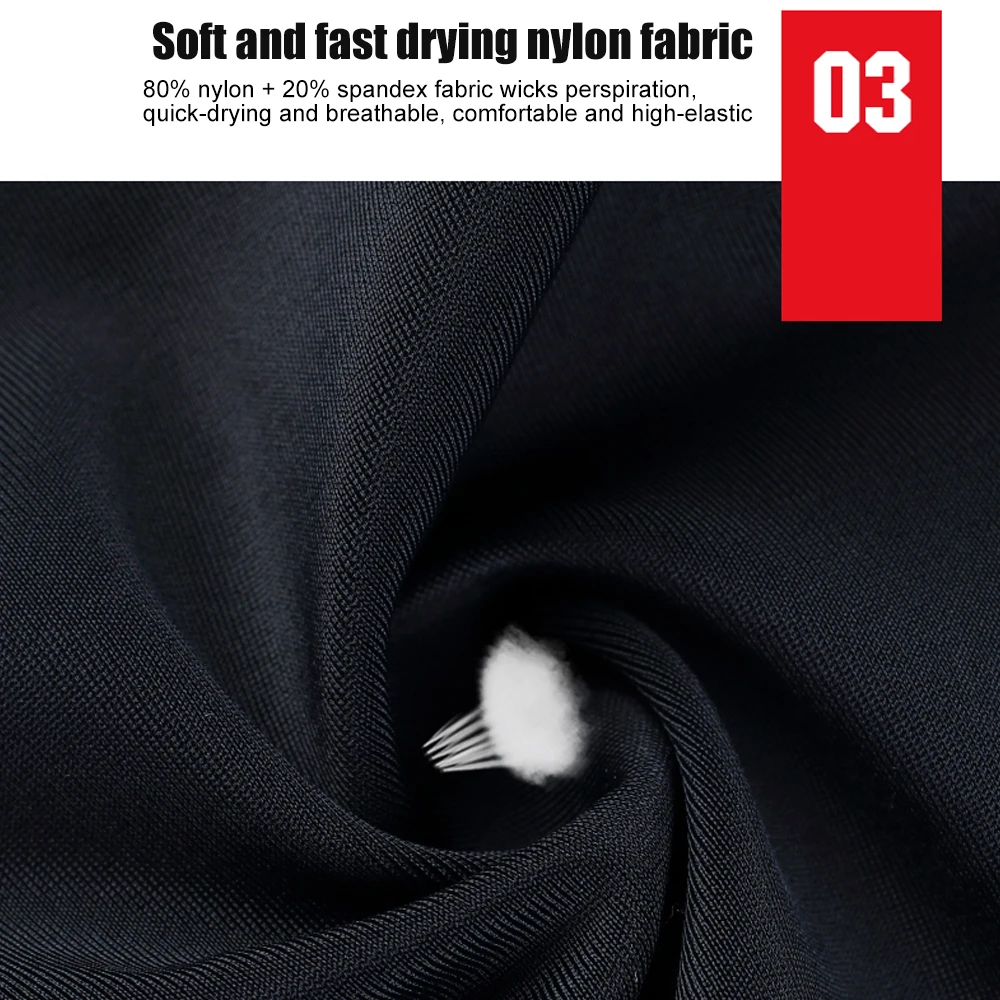 Soft and fast drying nylon fabric
03
80% nylon + 20% spandex fabric wicks perspiration,
quick-drying and breathable, comfortable and high-elastic